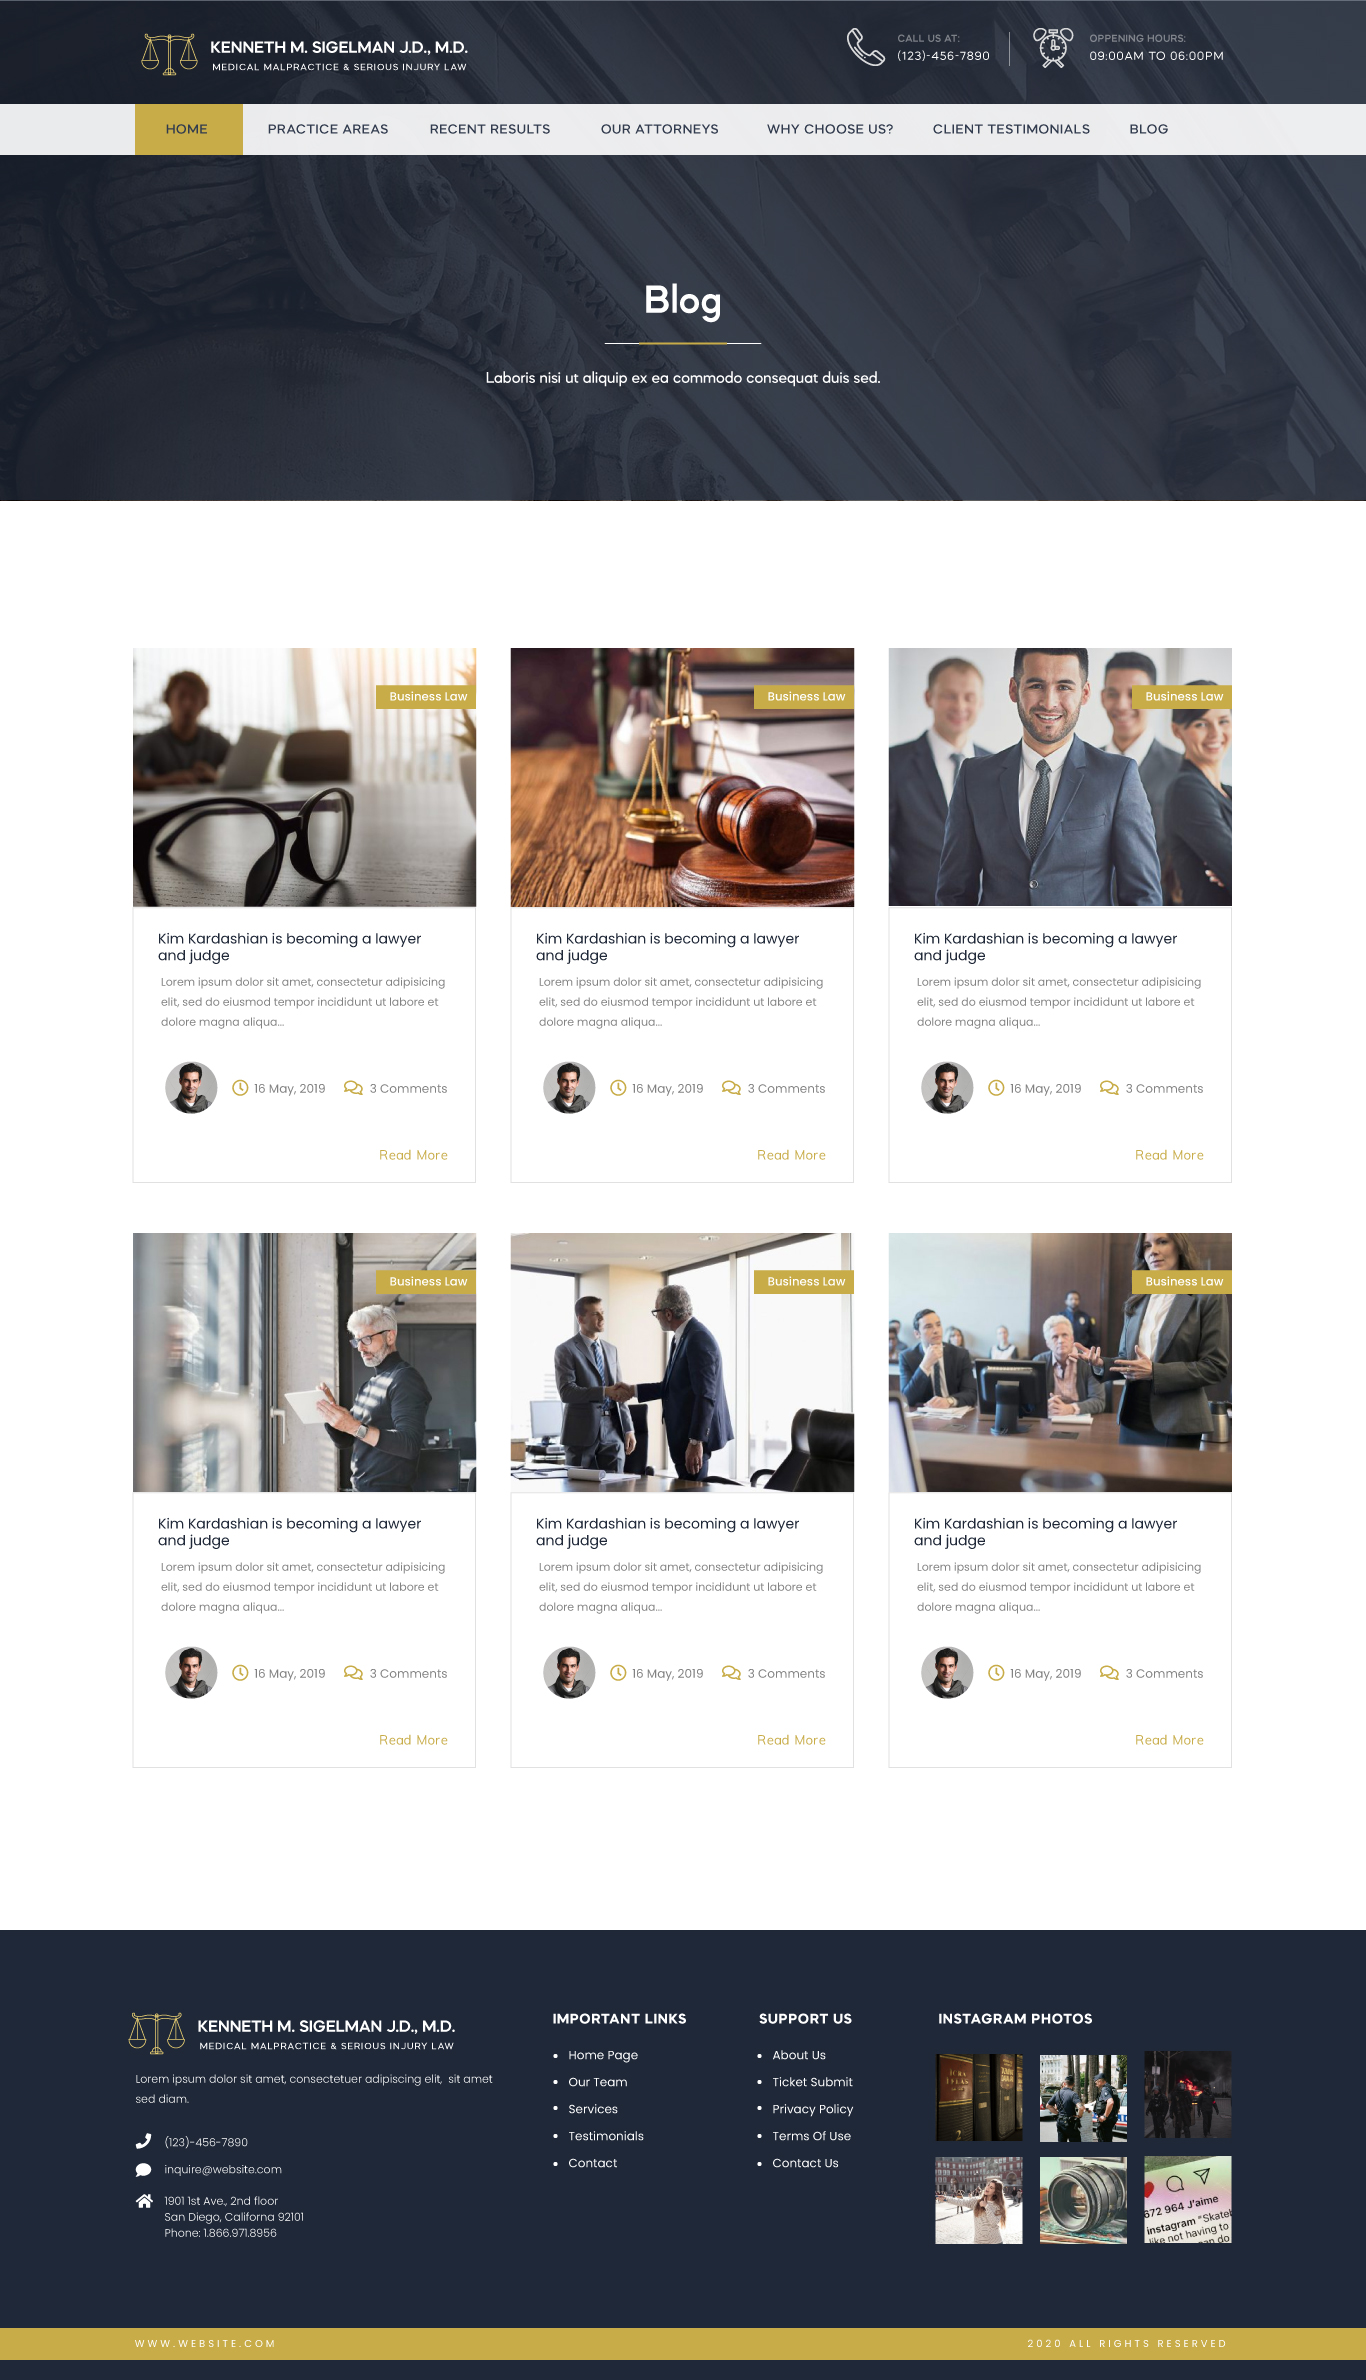 KENNETH M. SIGELMAN J.D., M.D.
MEDICAL MALPRACTICE & SERIOUS INJURY LAW
CALL US AT:
(123)-456-7890
OPPENING HOURS:
09:00AM TO 06:00PM
HOME
PRACTICE AREAS
RECENT RESULTS
OUR ATTORNEYS
WHY CHOOSE US?
CLIENT TESTIMONIALS
BLOG
Blog
Laboris nisi ut aliquip ex ea commodo consequat duis sed.
Business Law
Kim Kardashian is becoming a lawyer
and judge
Lorem ipsum dolor sit amet, consectetur adipisicing
elit, sed do eiusmod tempor incididunt ut labore et
dolore magna aliqua...
16 May, 2019
3 Comments
Read More
Business Law
Kim Kardashian is becoming a lawyer
and judge
Lorem ipsum dolor sit amet, consectetur adipisicing
elit, sed do eiusmod tempor incididunt ut labore et
dolore magna aliqua...
16 May, 2019
3 Comments
Read More
Business Law
Kim Kardashian is becoming a lawyer
and judge
Lorem ipsum dolor sit amet, consectetur adipisicing
elit, sed do eiusmod tempor incididunt ut labore et
dolore magna aliqua...
16 May, 2019
3 Comments
Read More
Business Law
Kim Kardashian is becoming a lawyer
and judge
Lorem ipsum dolor sit amet, consectetur adipisicing
elit, sed do eiusmod tempor incididunt ut labore et
dolore magna aliqua...
16 May, 2019
3 Comments
Read More
Business Law
Kim Kardashian is becoming a lawyer
and judge
Lorem ipsum dolor sit amet, consectetur adipisicing
elit, sed do eiusmod tempor incididunt ut labore et
dolore magna aliqua...
16 May, 2019
3 Comments
Read More
Business Law
Kim Kardashian is becoming a lawyer
and judge
Lorem ipsum dolor sit amet, consectetur adipisicing
elit, sed do eiusmod tempor incididunt ut labore et
dolore magna aliqua...
16 May, 2019
3 Comments
Read More
KENNETH M. SIGELMAN J.D., M.D.
MEDICAL MALPRACTICE & SERIOUS INJURY LAW
Lorem ipsum dolor sit amet, consectetuer adipiscing elit, sit amet
sed diam.
(123)-456-7890
inquire@website.com
1901 1st Ave., 2nd floor
San Diego, Californa 92101
Phone: 1.866.971.8956
IMPORTANT LINKS
Home Page
Our Team
Services
Testimonials
Contact
SUPPORT US
About Us
Ticket Submit
Privacy Policy
Terms Of Use
Contact Us
INSTAGRAM PHOTOS
672 964 J'aime
instagram "Skate
like not having to
can do
WWW.WEBSITE.COM
2020 ALL RIGHTS RESERVED